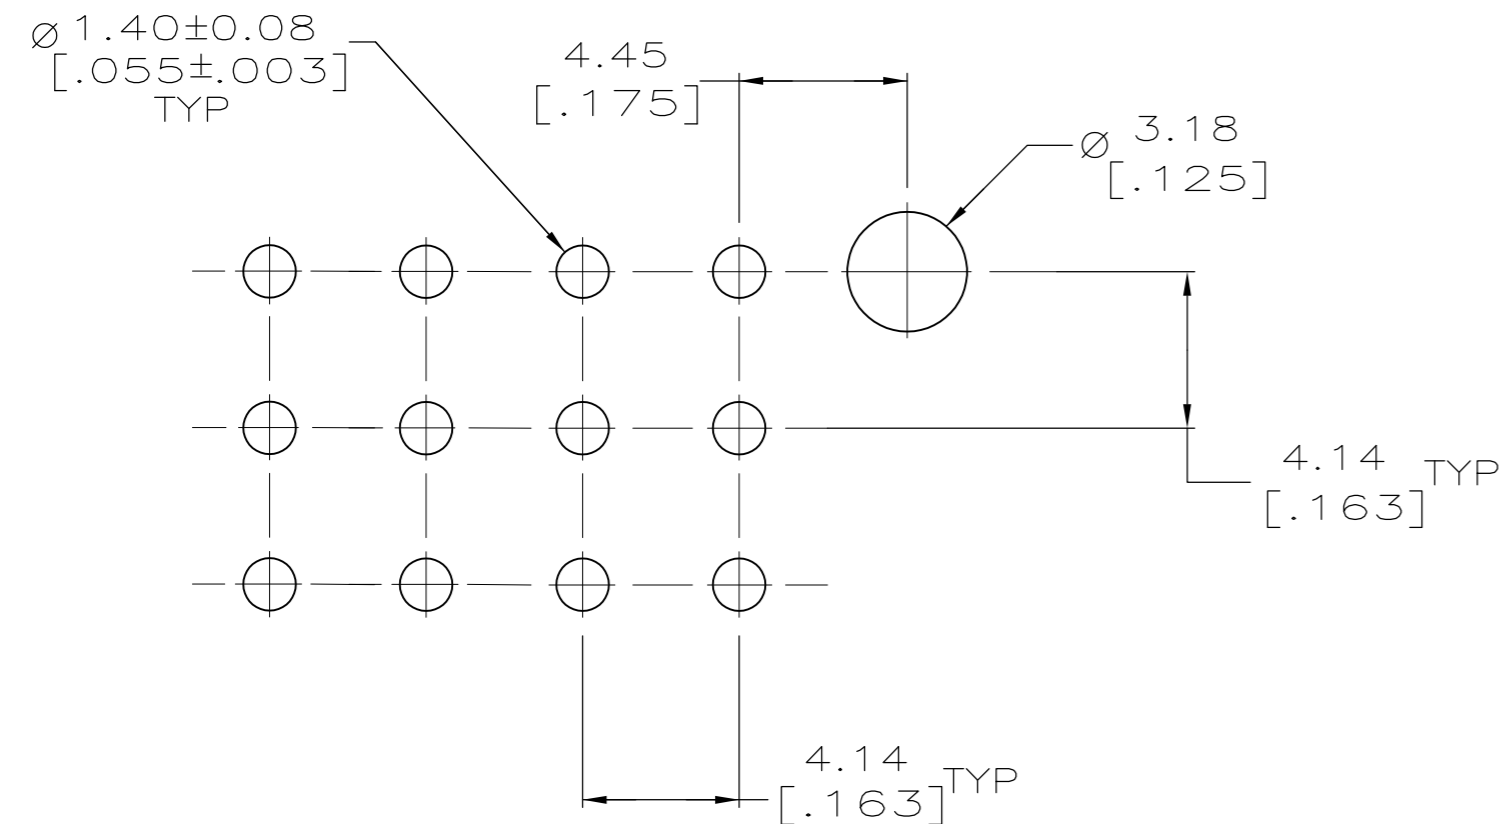 ⌀ 1.40±0.08
[.055±.003]
TYP
4.45
[.175]
⌀ 3.18
[.125]
4.14 TYP
[.163]
4.14 TYP
[.163]